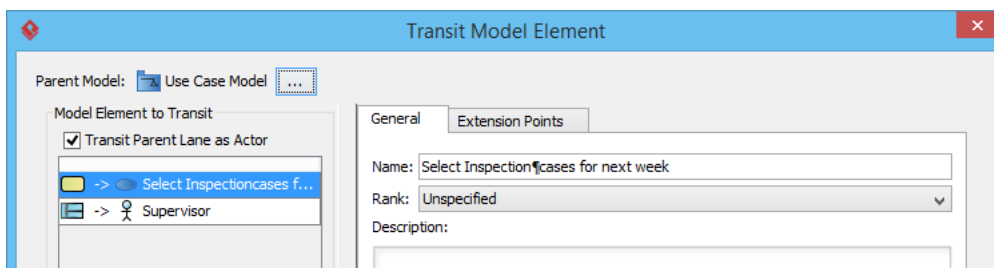 Transit Model Element
Parent Model: Use Case Model ...
Model Element to Transit
Transit Parent Lane as Actor
-> Select Inspectioncases f...
-> Supervisor
General Extension Points
Name: Select Inspection¶cases for next week
Rank: Unspecified
Description: